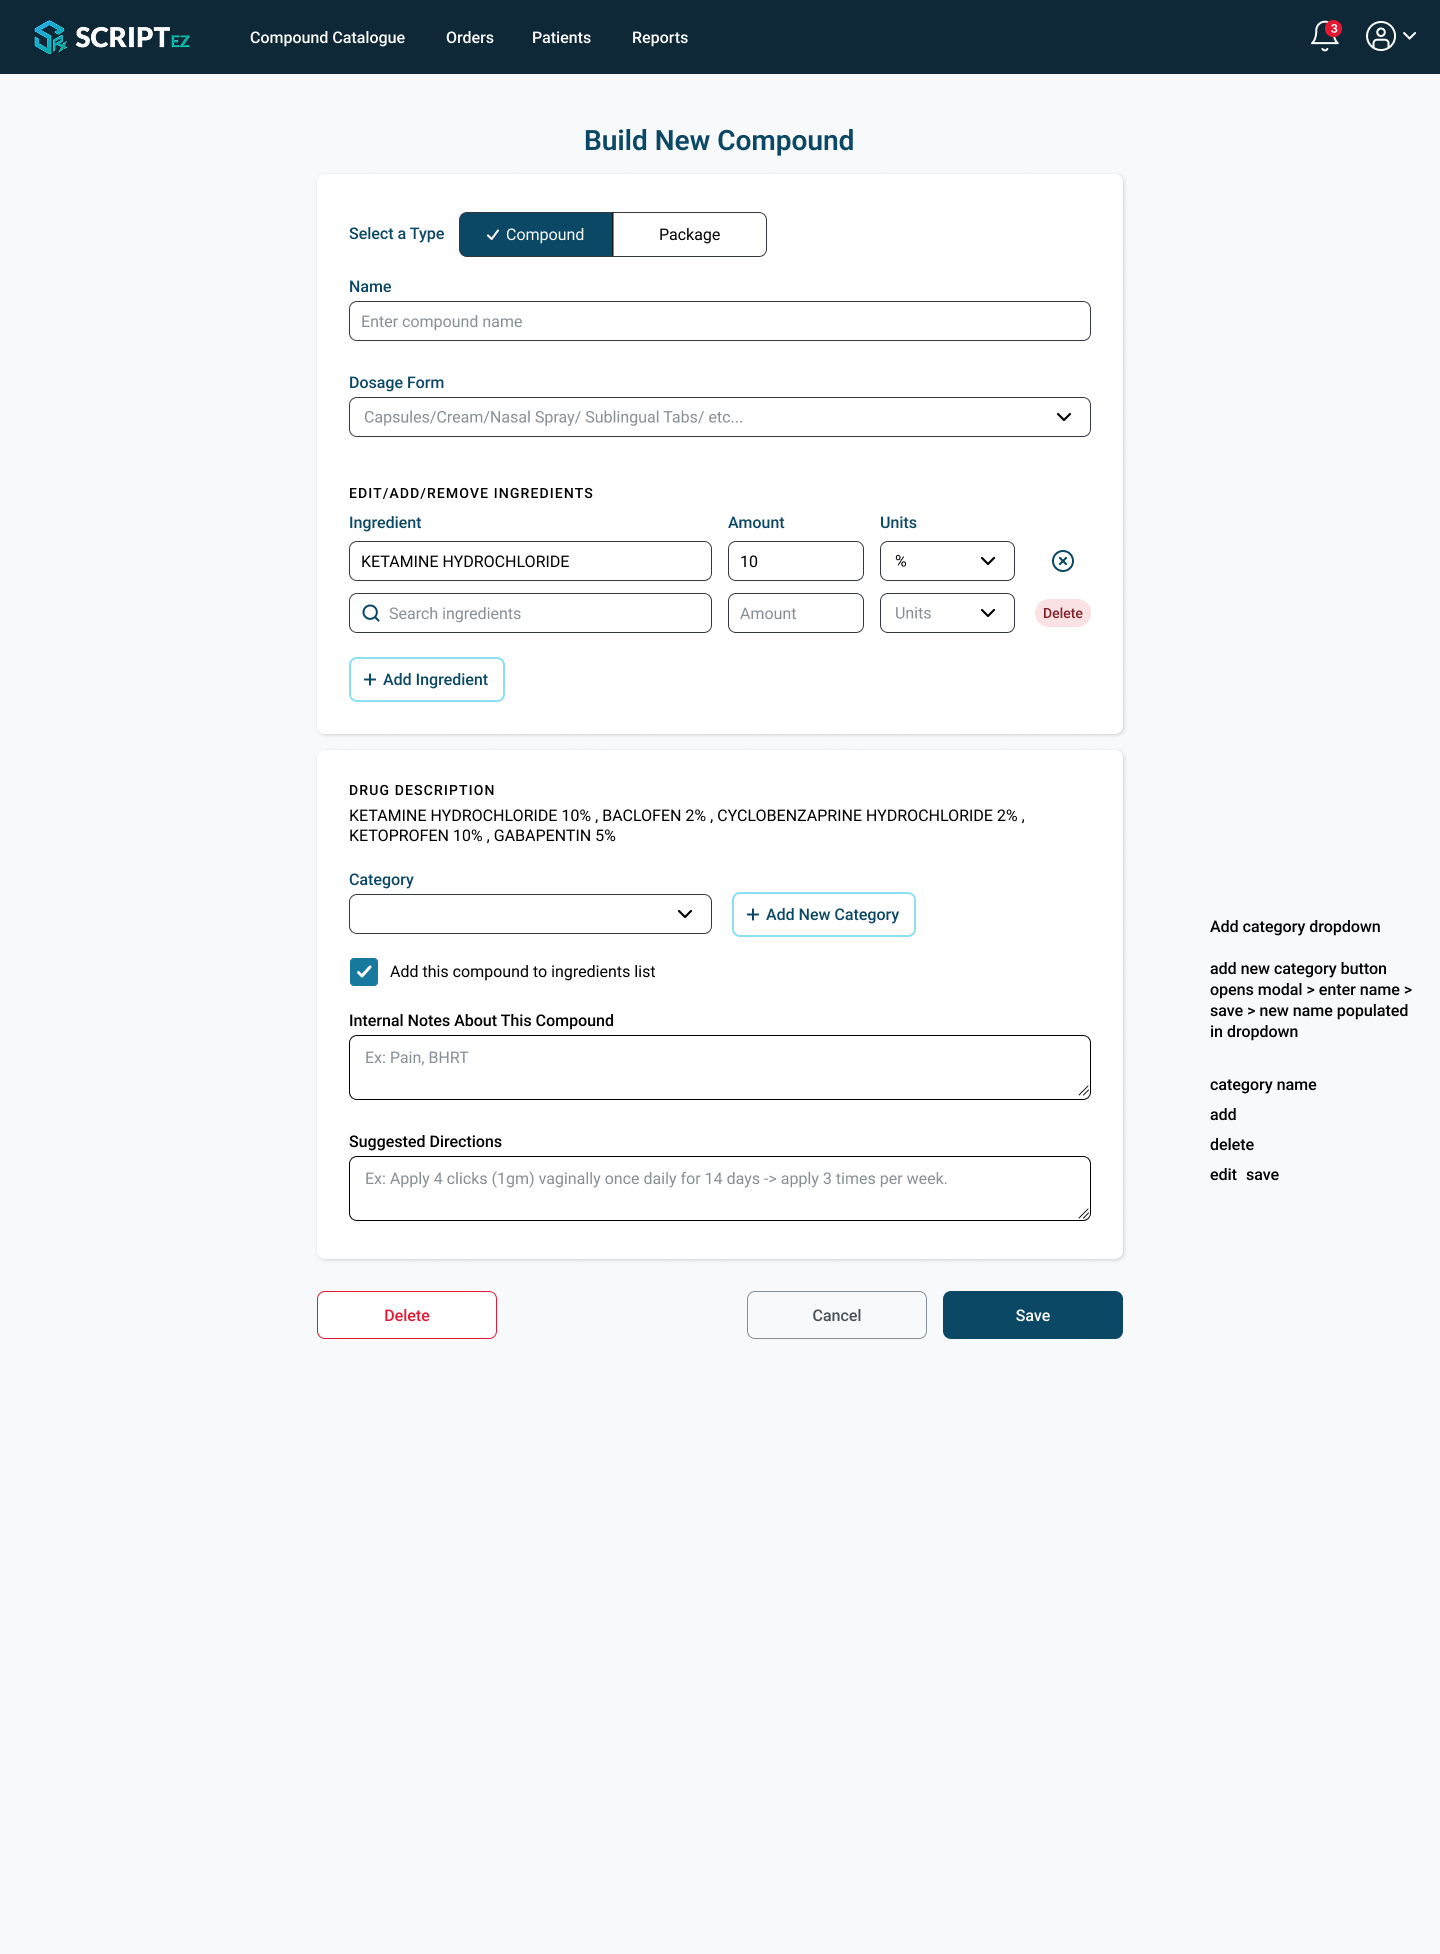 SCRIPTEZ
Compound Catalogue
Orders
Patients
Reports
3
Build New Compound
Select a Type
Compound
Package
Name
Enter compound name
Dosage Form
Capsules/Cream/Nasal Spray/ Sublingual Tabs/ etc...
EDIT/ADD/REMOVE INGREDIENTS
Ingredient
Amount
Units
KETAMINE HYDROCHLORIDE
10
%
Search ingredients
Amount
Units
Delete
+ Add Ingredient
DRUG DESCRIPTION
KETAMINE HYDROCHLORIDE 10% , BACLOFEN 2% , CYCLOBENZAPRINE HYDROCHLORIDE 2% ,
KETOPROFEN 10% , GABAPENTIN 5%
Category
+ Add New Category
Add this compound to ingredients list
Internal Notes About This Compound
Ex: Pain, BHRT
Suggested Directions
Ex: Apply 4 clicks (1gm) vaginally once daily for 14 days -> apply 3 times per week.
Delete
Cancel
Save
Add category dropdown
add new category button
opens modal > enter name >
save > new name populated
in dropdown
category name
add
delete
edit save